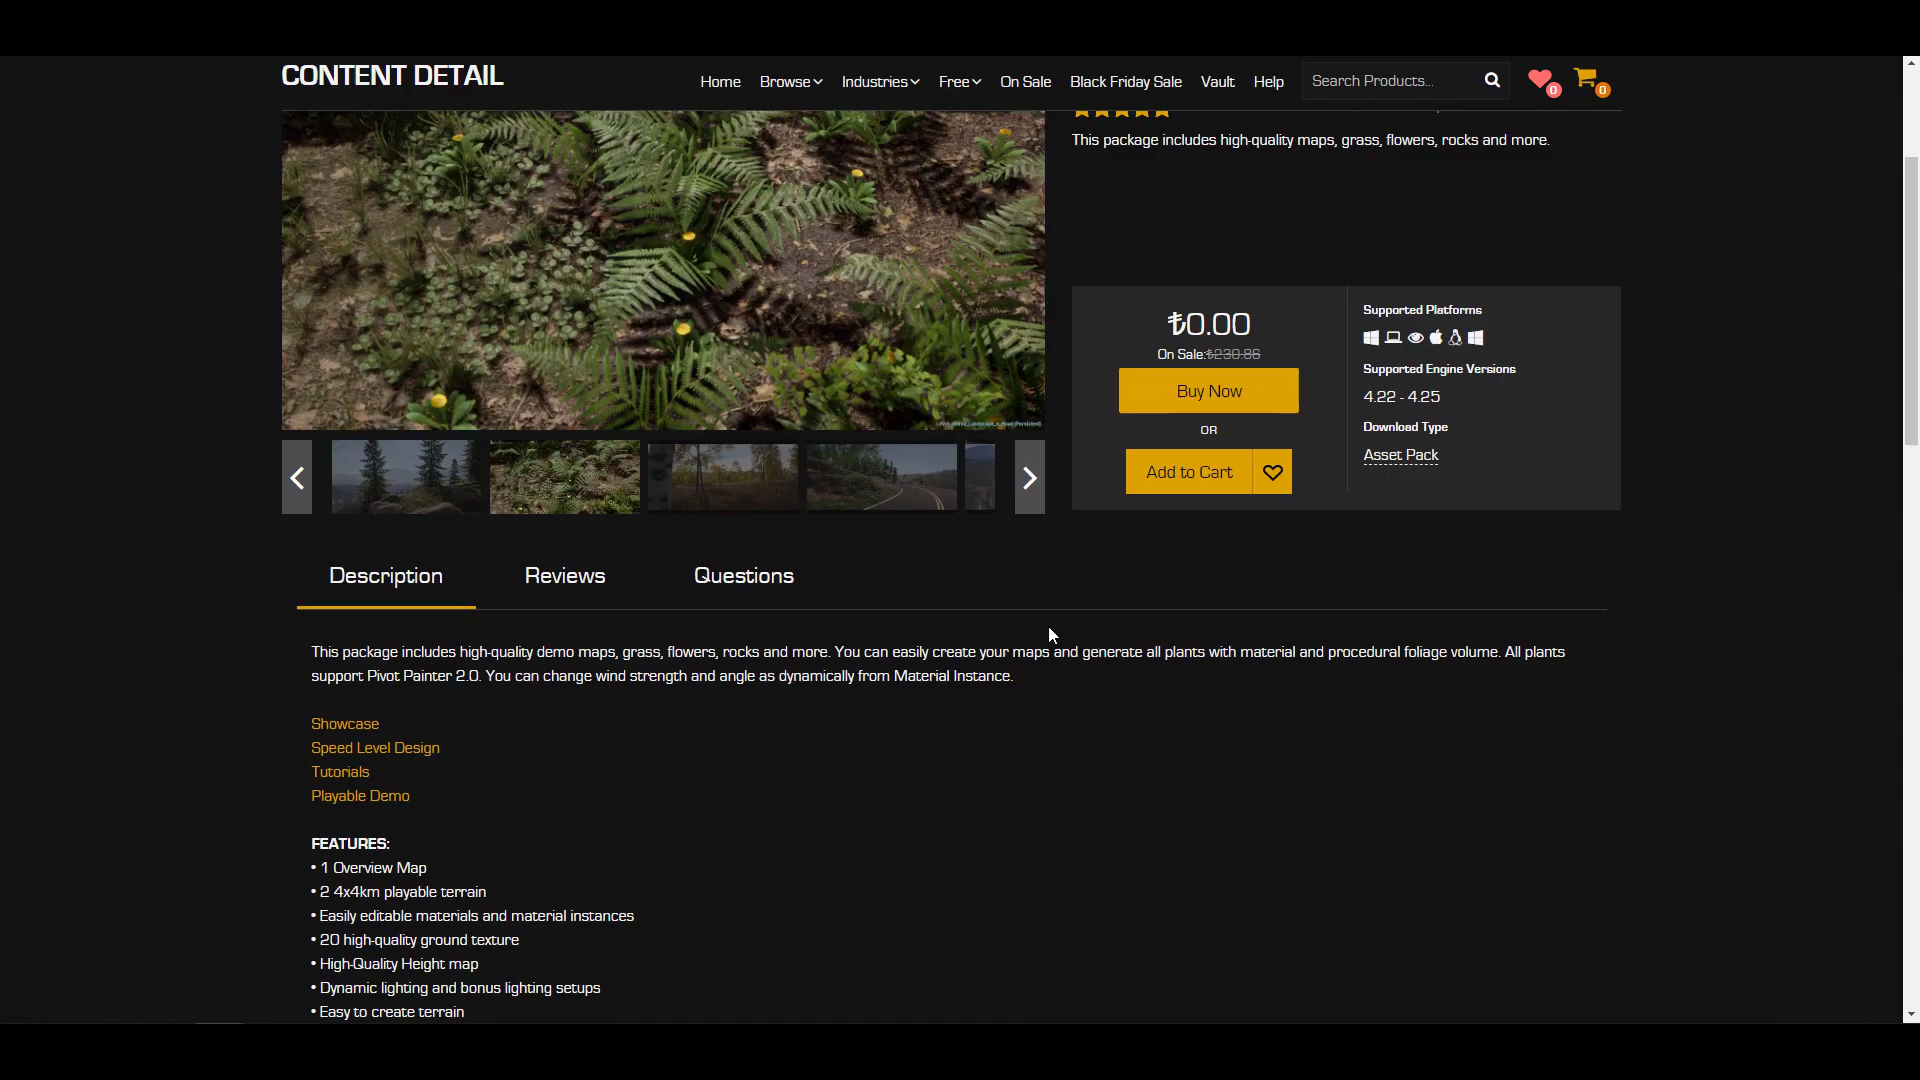 CONTENT DETAIL
Home Browse Industries Free On Sale Black Friday Sale Vault Help Search Products... 0 0
This package includes high-quality maps, grass, flowers, rocks and more.
₺0.00
On Sale:₺230.86
Buy Now
OR
Add to Cart
Supported Platforms
Supported Engine Versions
4.22 - 4.25
Download Type
Asset Pack
Description Reviews Questions
This package includes high-quality demo maps, grass, flowers, rocks and more. You can easily create your maps and generate all plants with material and procedural foliage volume. All plants
support Pivot Painter 2.0. You can change wind strength and angle as dynamically from Material Instance.
Showcase
Speed Level Design
Tutorials
Playable Demo
FEATURES:
• 1 Overview Map
• 2 4x4km playable terrain
• Easily editable materials and material instances
• 20 high-quality ground texture
• High-Quality Height map
• Dynamic lighting and bonus lighting setups
• Easy to create terrain